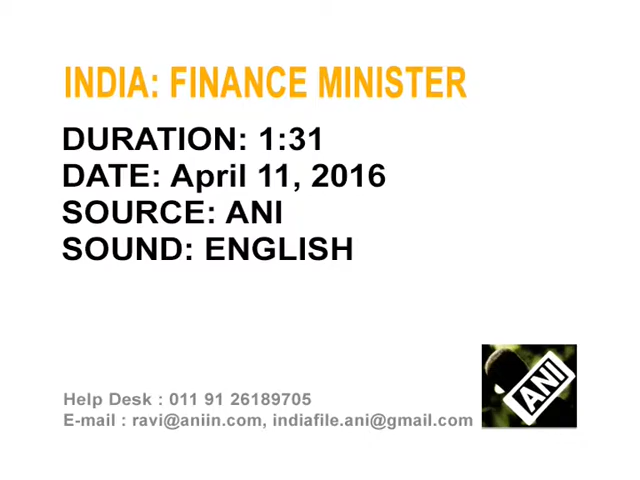 INDIA: FINANCE MINISTER
DURATION: 1:31
DATE: April 11, 2016
SOURCE: ANI
SOUND: ENGLISH
Help Desk : 011 91 26189705
E-mail : ravi@aniin.com, indiafile.ani@gmail.com
ANI